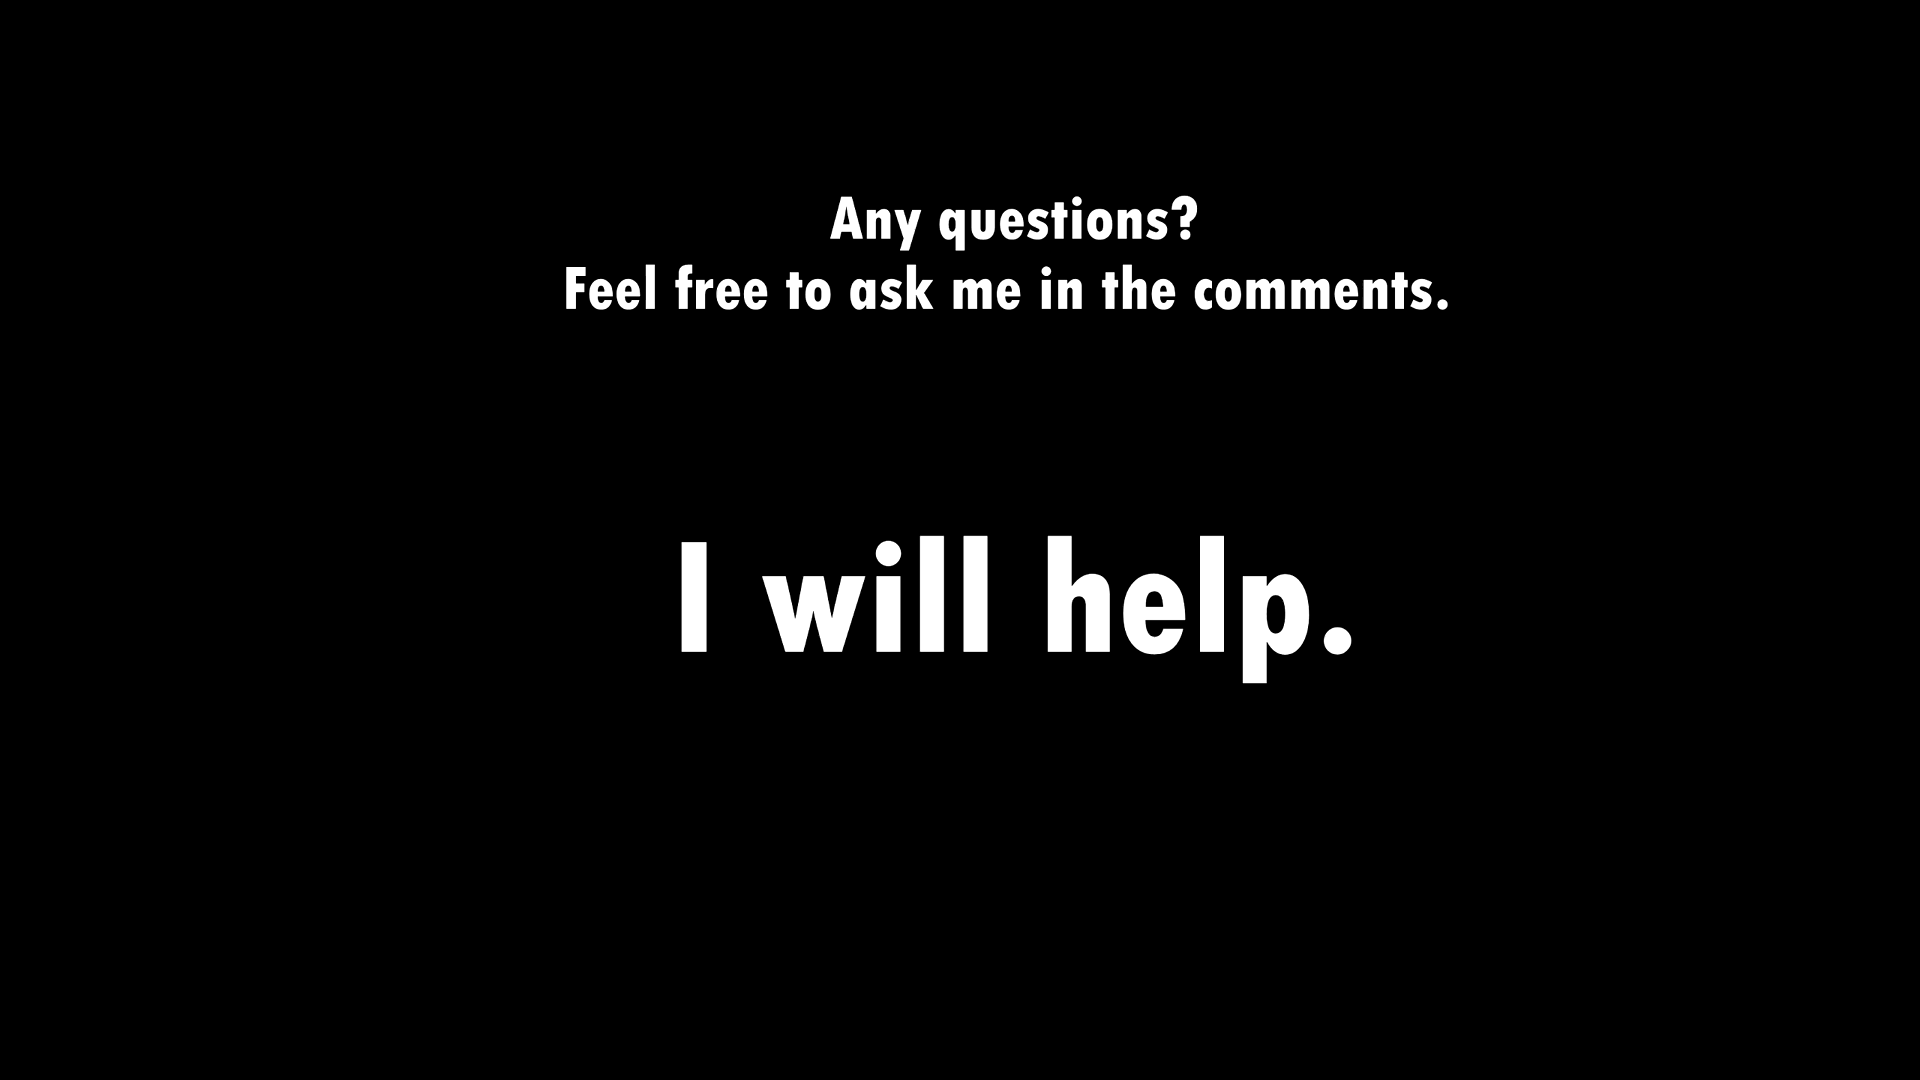 Any questions?
Feel free to ask me in the comments.
I will help.